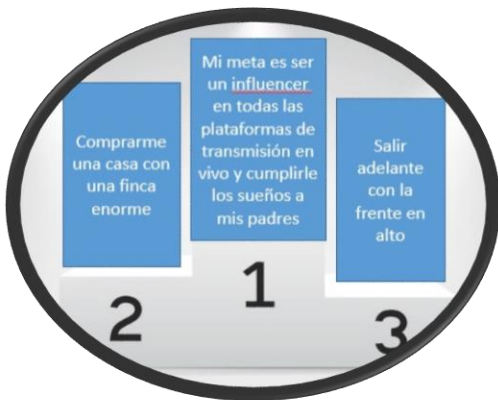 Comprarme
una casa con
una finca
enorme
2
Mi meta es ser
un influencer
en todas las
plataformas de
transmisión en
vivo y cumplirle
los sueños a
mis padres
1
Salir
adelante
con la
frente en
alto
3